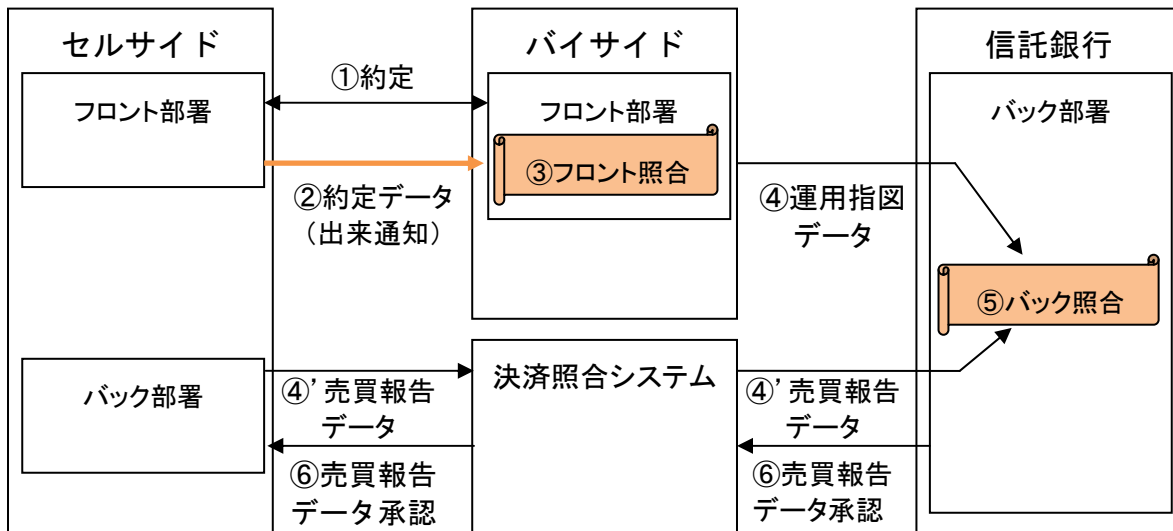 セルサイド
バイサイド
信託銀行
①約定
フロント部署
フロント部署
バック部署
③フロント照合
②約定データ
（出来通知）
④運用指図
データ
⑤バック照合
バック部署
決済照合システム
④’売買報告
データ
④’売買報告
データ
⑥売買報告
データ承認
⑥売買報告
データ承認